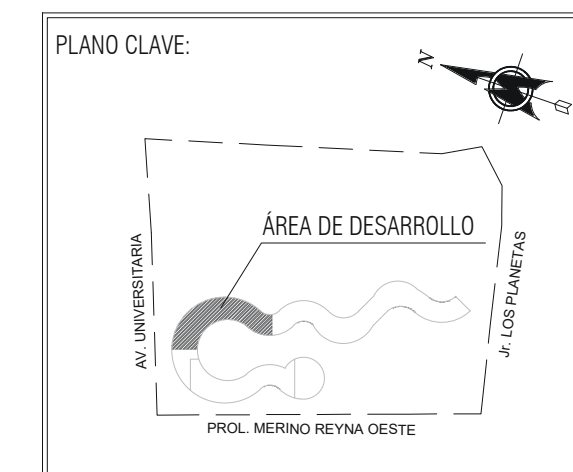 PLANO CLAVE:
N
ÁREA DE DESARROLLO
AV. UNIVERSITARIA
Jr. LOS PLANETAS
PROL. MERINO REYNA OESTE